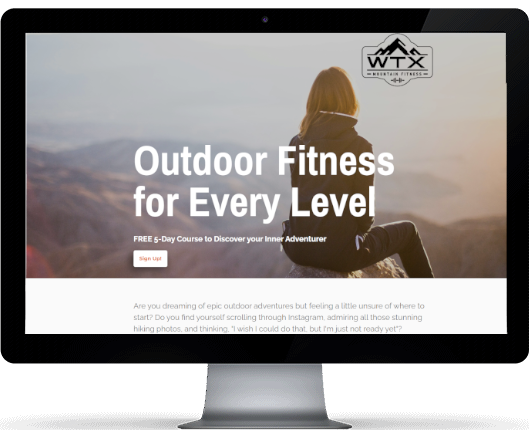 WTX
MOUNTAIN FITNESS
Outdoor Fitness
for Every Level
FREE 5-Day Course to Discover your Inner Adventurer
Sign Up!
Are you dreaming of epic outdoor adventures but feeling a little unsure of where to
start? Do you find yourself scrolling through Instagram, admiring all those stunning
hiking photos, and thinking, "I wish I could do that, but I'm just not ready yet"?